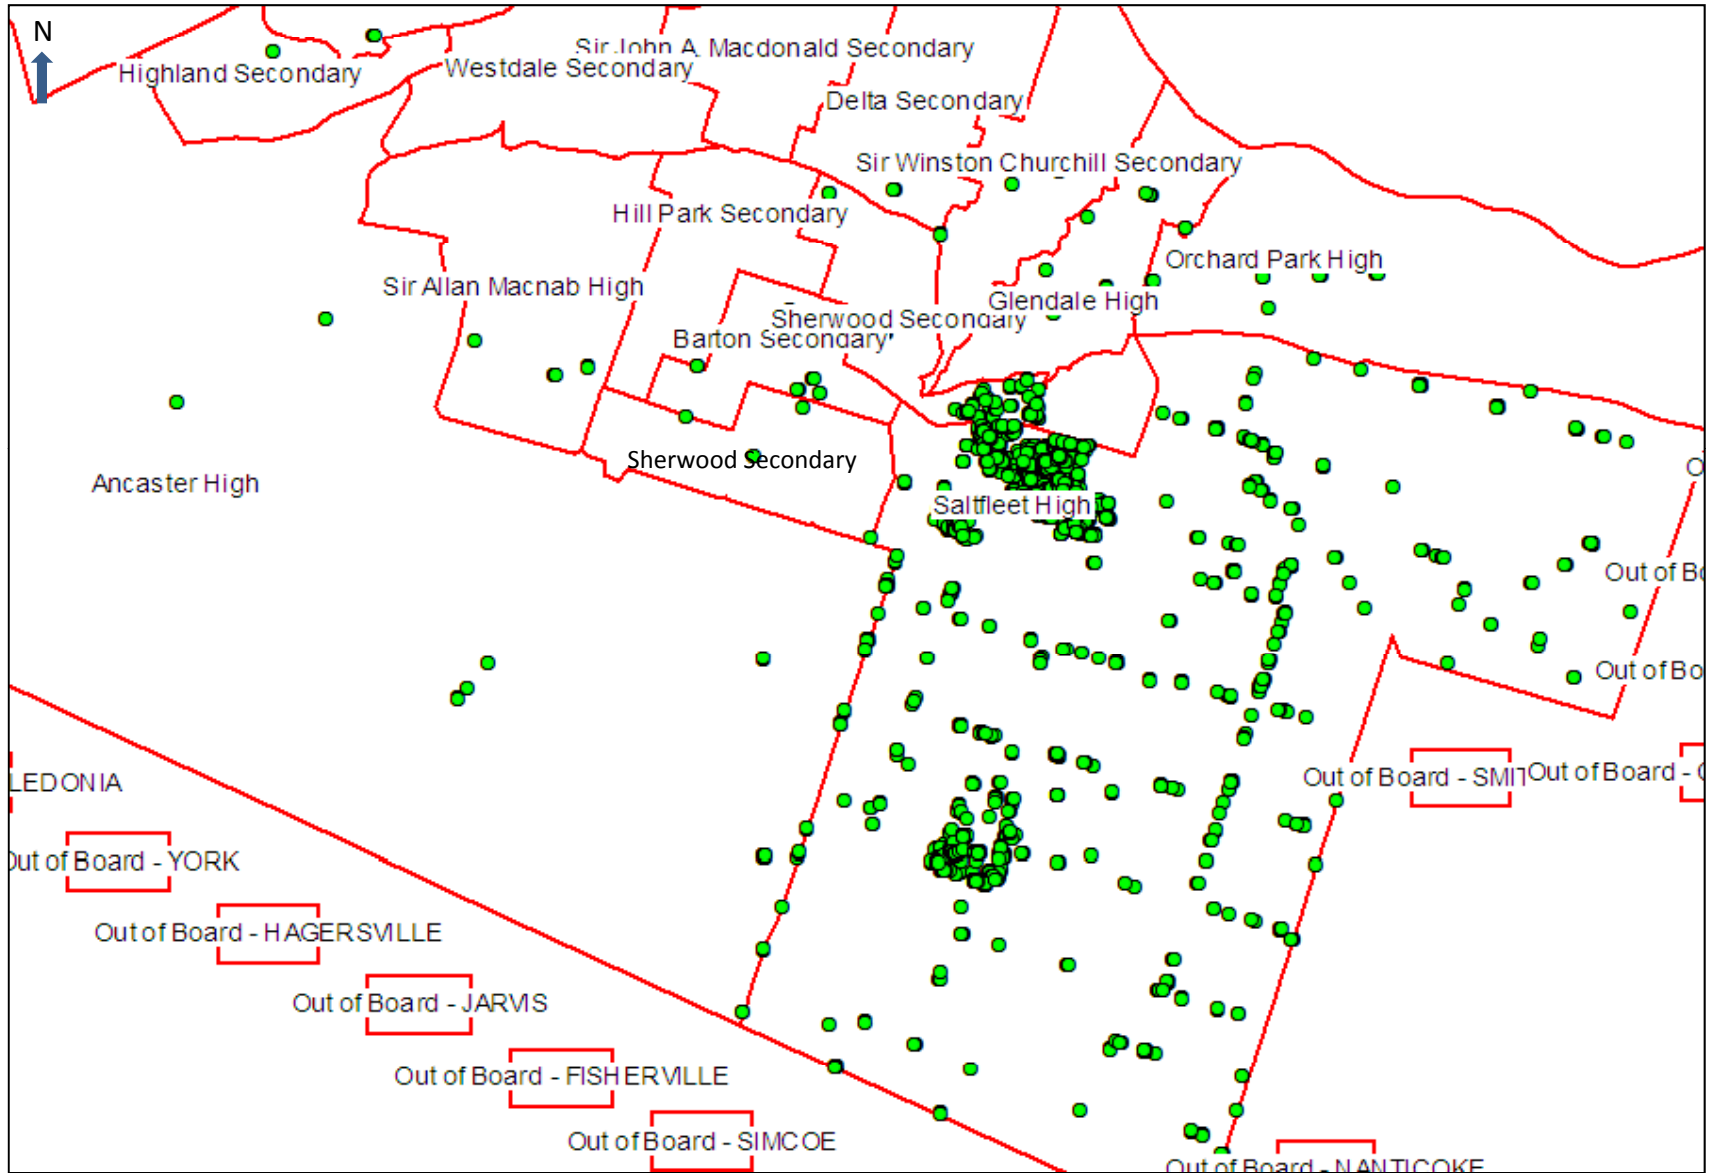 N
Sir John A. Macdonald Secondary
Highland Secondary
Westdale Secondary
Delta Secondary
Sir Winston Churchill Secondary
Hill Park Secondary
Orchard Park High
Sir Allan Macnab High
Glendale High
Sherwood Secondary
Barton Secondary
Sherwood Secondary
Ancaster High
Saltfleet High
O
Out of Bo
Out of Bo
LEDONIA
Out of Board - SMIT
Out of Board - C
Out of Board - YORK
Out of Board - HAGERSVILLE
Out of Board - JARVIS
Out of Board - FISHERVILLE
Out of Board - SIMCOE
Out of Board - NANTICOKE